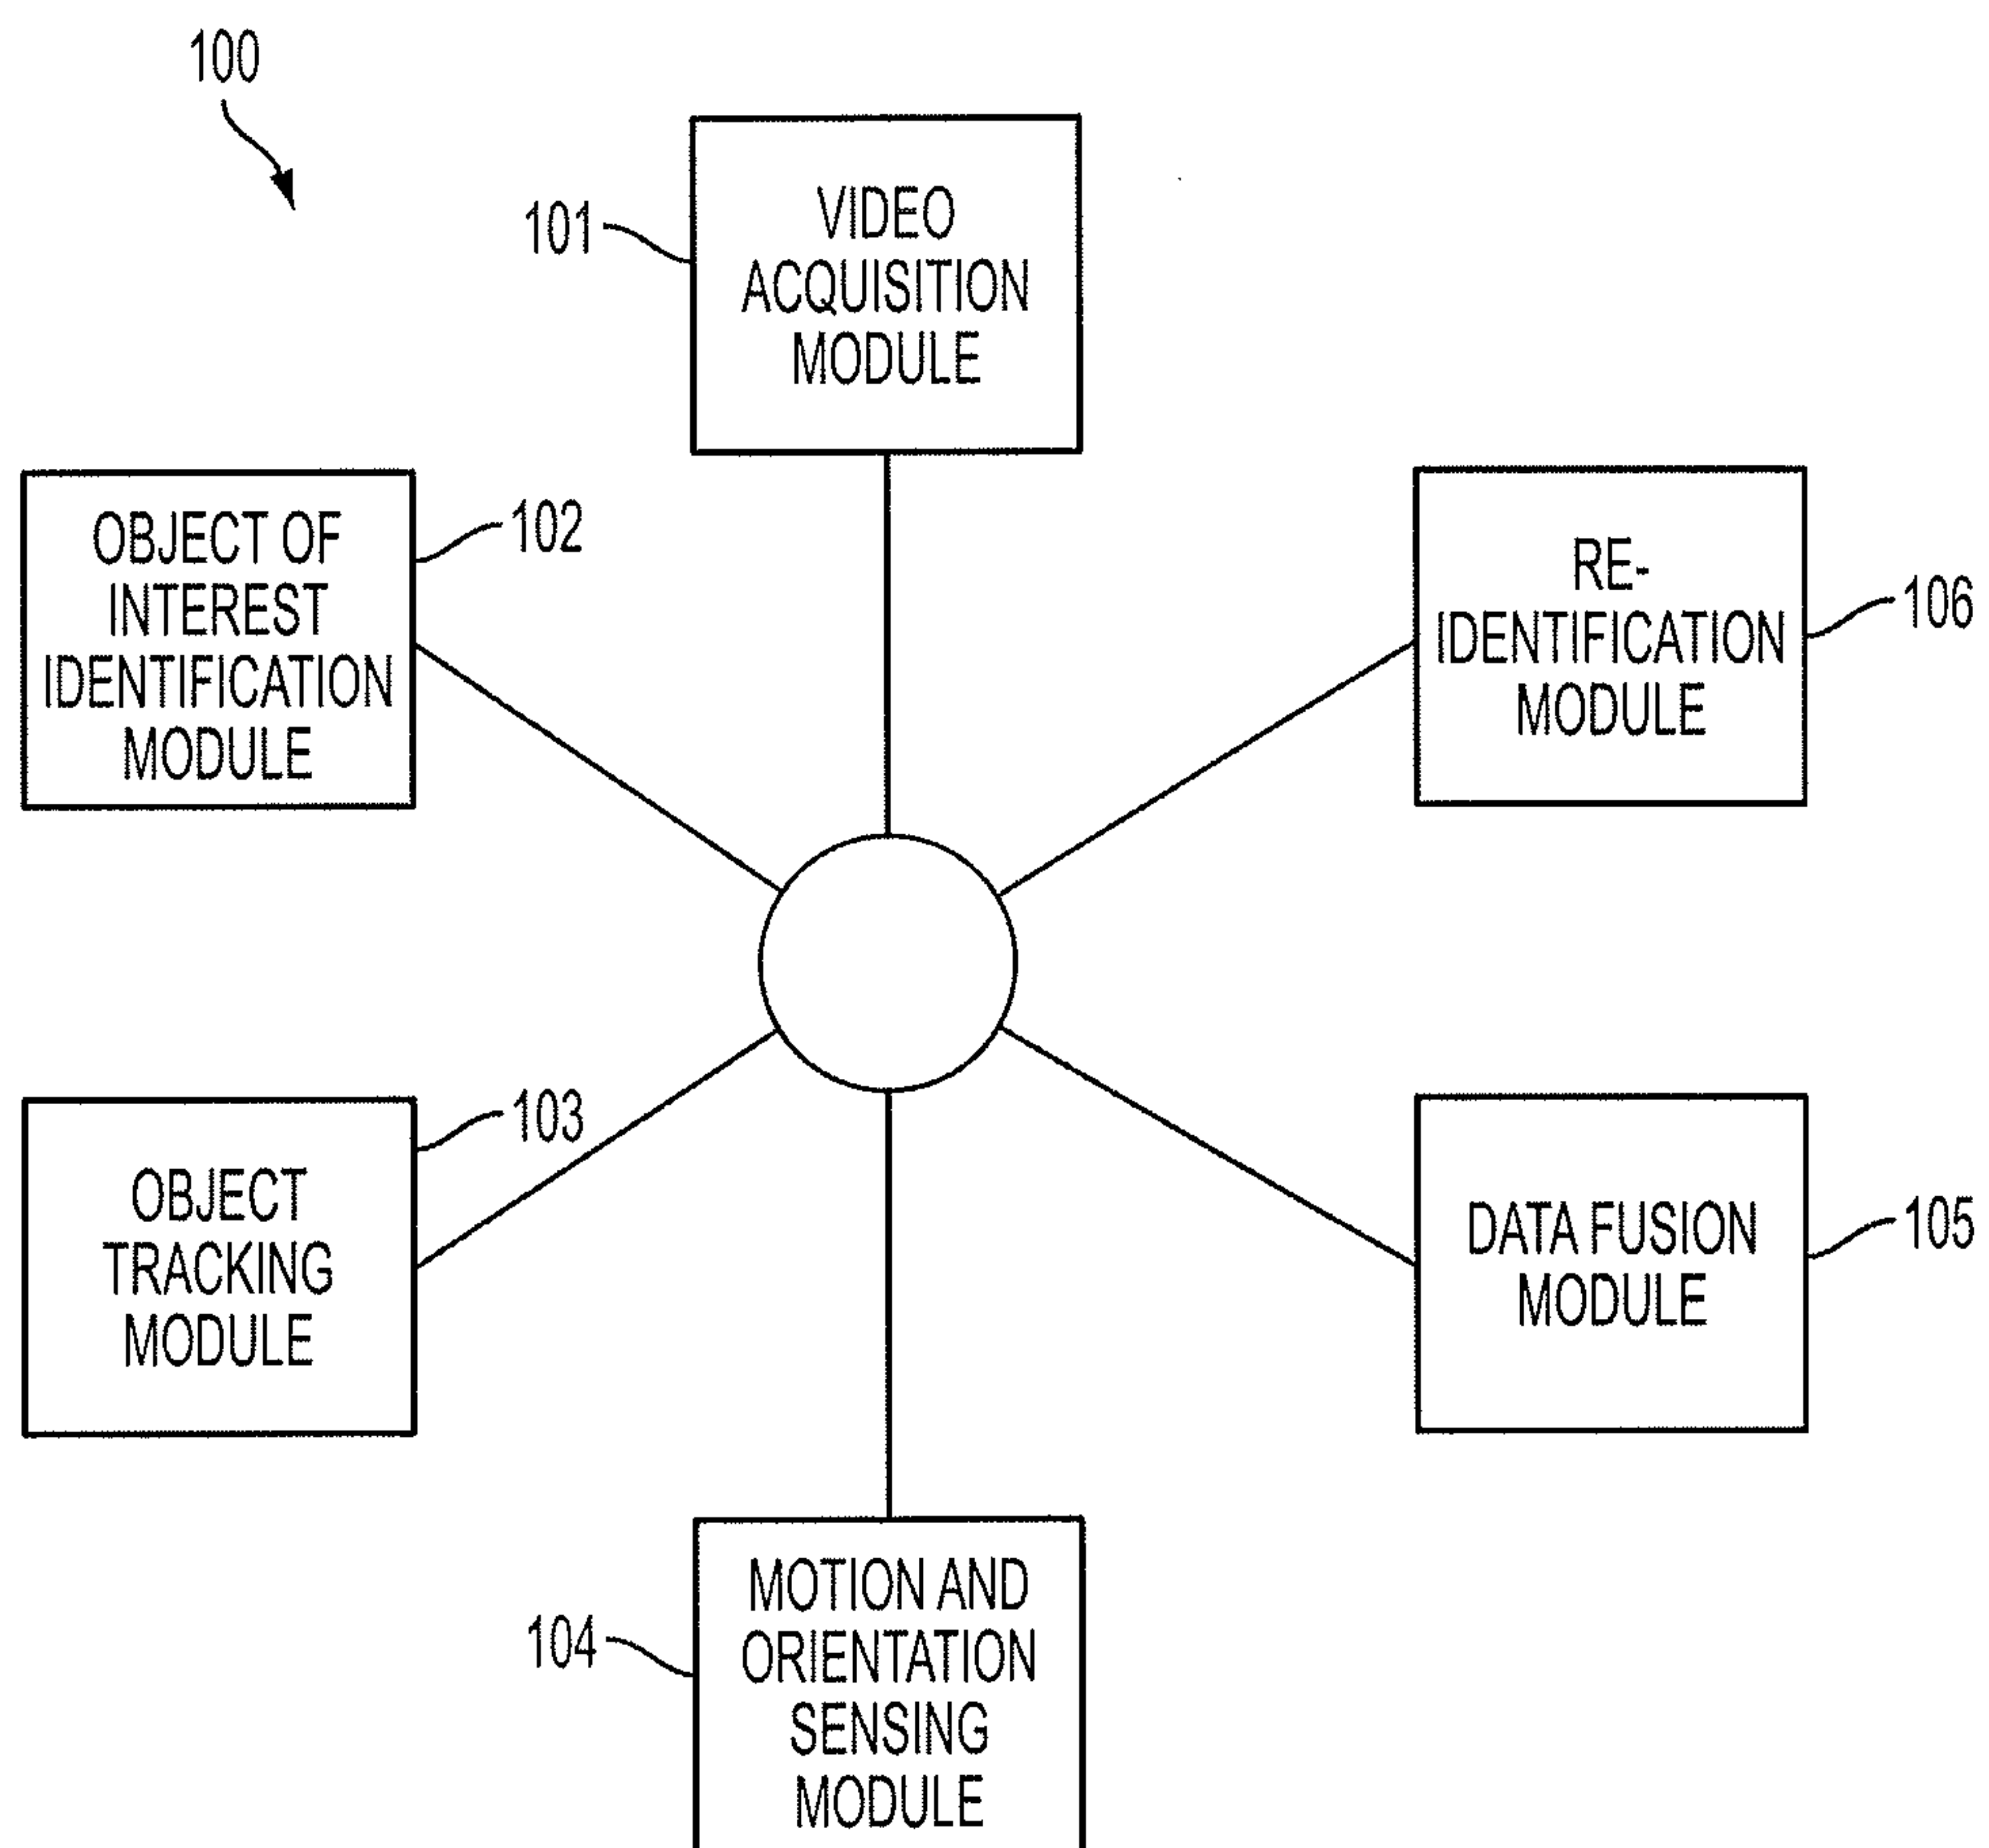 100
101
VIDEO
ACQUISITION
MODULE
OBJECT OF
INTEREST
IDENTIFICATION
MODULE
102
RE-
IDENTIFICATION
MODULE
106
OBJECT
TRACKING
MODULE
103
DATA FUSION
MODULE
105
104
MOTION AND
ORIENTATION
SENSING
MODULE